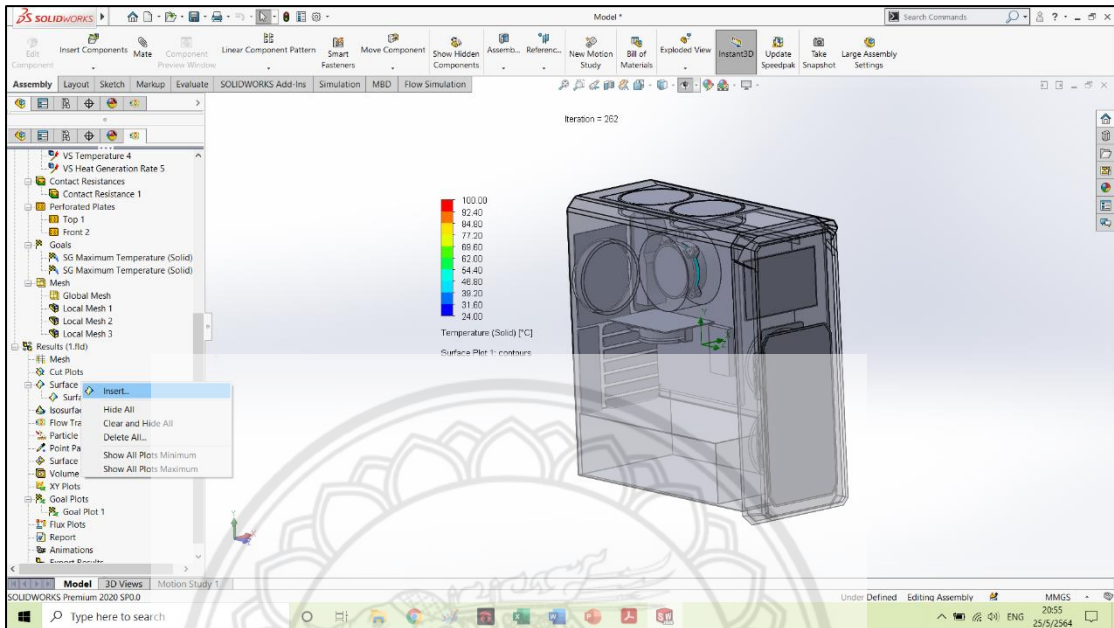 SOLIDWORKS
Model *
Search Commands
Edit Component
Insert Components
Mate
Component Preview Window
Linear Component Pattern
Smart Fasteners
Move Component
Show Hidden Components
Assemb...
Referenc...
New Motion Study
Bill of Materials
Exploded View
Instant3D
Update Speedpak
Take Snapshot
Large Assembly Settings
Assembly Layout Sketch Markup Evaluate SOLIDWORKS Add-Ins Simulation MBD Flow Simulation
Iteration = 262
VS Temperature 4
VS Heat Generation Rate 5
Contact Resistances
Contact Resistance 1
Perforated Plates
Top 1
Front 2
Goals
SG Maximum Temperature (Solid)
SG Maximum Temperature (Solid)
Mesh
Global Mesh
Local Mesh 1
Local Mesh 2
Local Mesh 3
Results (1.fld)
Mesh
Cut Plots
Surface
Surfa
Isosurfac
Flow Tra
Particle
Point Pa
Surface
Volume
XY Plots
Goal Plots
Goal Plot 1
Flux Plots
Report
Animations
Export Results
Insert...
Hide All
Clear and Hide All
Delete All...
Show All Plots Minimum
Show All Plots Maximum
100.00
92.40
84.80
77.20
69.60
62.00
54.40
46.80
39.20
31.60
24.00
Temperature (Solid) [°C]
Surface Plot 1: contours
Model 3D Views Motion Study 1
SOLIDWORKS Premium 2020 SP0.0
Under Defined Editing Assembly MMGS
Type here to search
ENG
20:55
25/5/2564